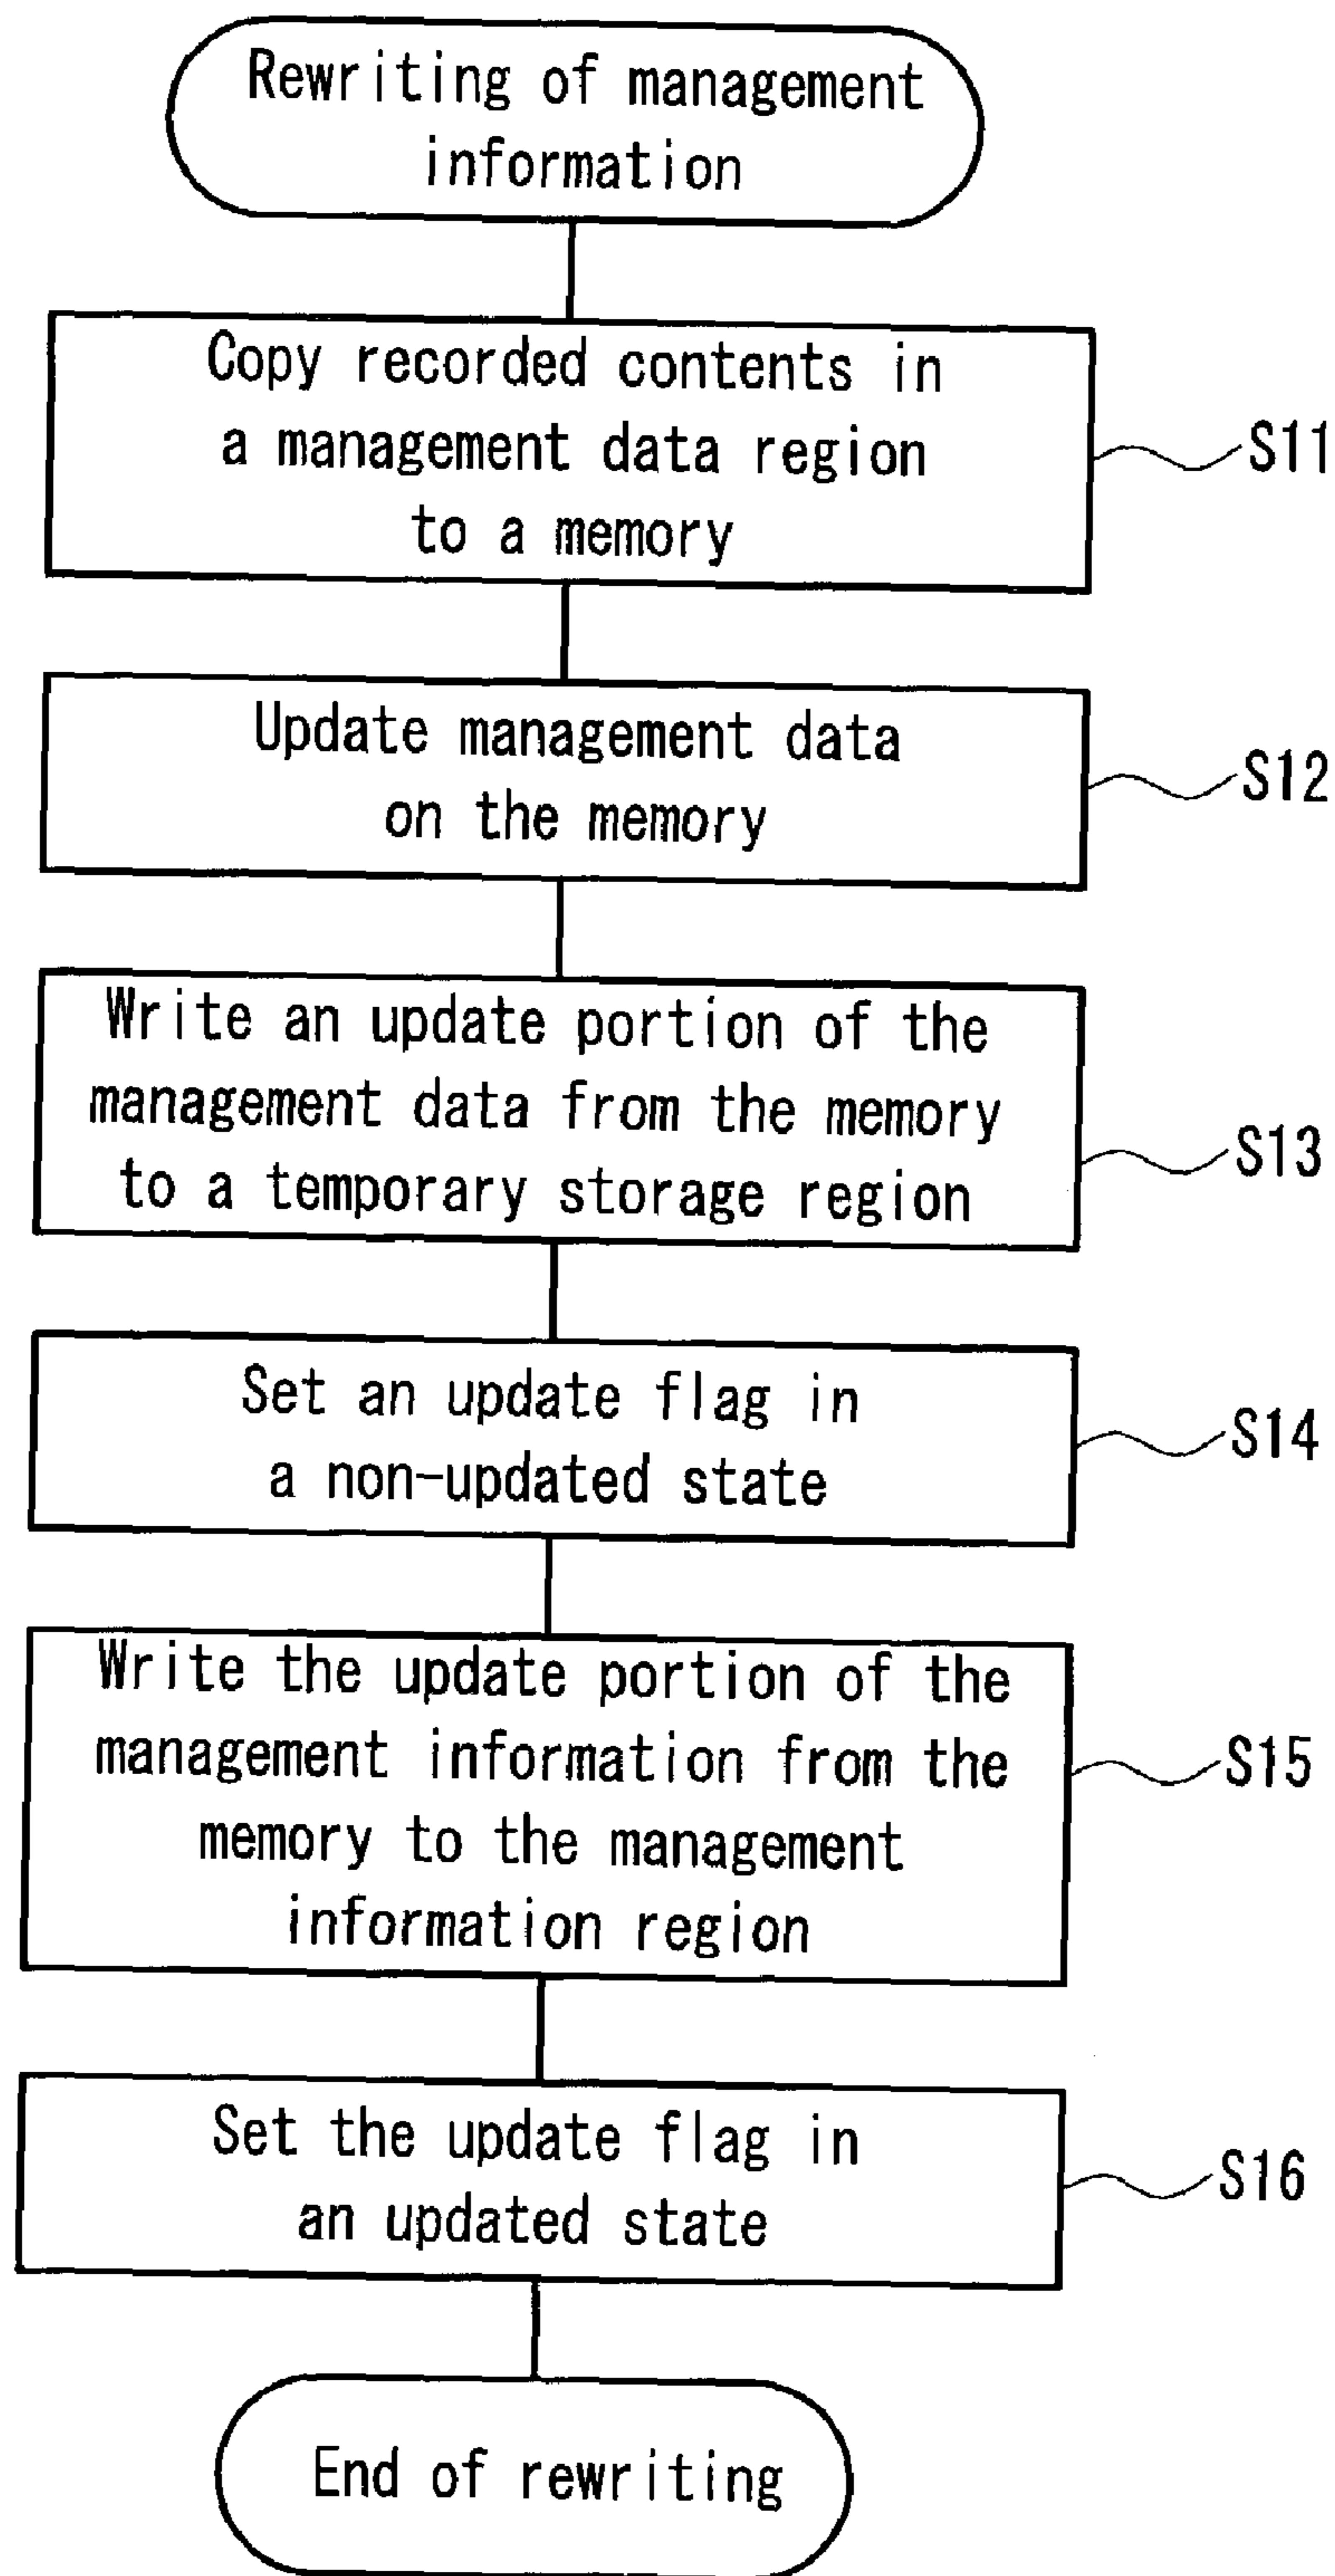 Rewriting of management
information
Copy recorded contents in
a management data region
to a memory
S11
Update management data
on the memory
S12
Write an update portion of the
management data from the memory
to a temporary storage region
S13
Set an update flag in
a non-updated state
S14
Write the update portion of the
management information from the
memory to the management
information region
S15
Set the update flag in
an updated state
S16
End of rewriting